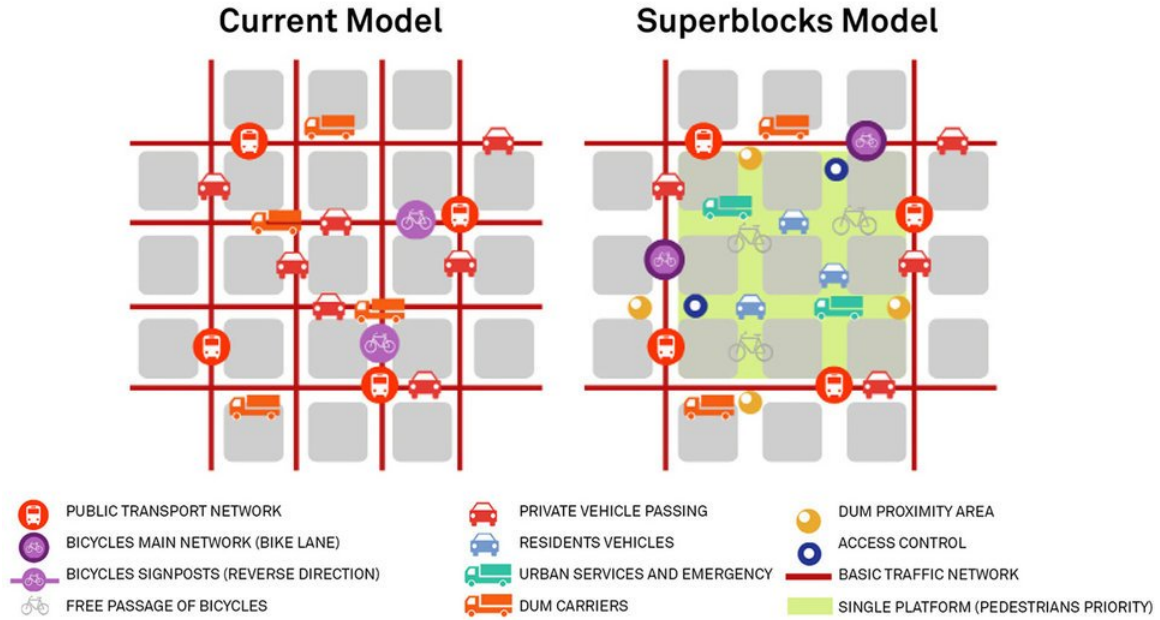 Current Model
Superblocks Model
PUBLIC TRANSPORT NETWORK
BICYCLES MAIN NETWORK (BIKE LANE)
BICYCLES SIGNPOSTS (REVERSE DIRECTION)
FREE PASSAGE OF BICYCLES
PRIVATE VEHICLE PASSING
RESIDENTS VEHICLES
URBAN SERVICES AND EMERGENCY
DUM CARRIERS
DUM PROXIMITY AREA
ACCESS CONTROL
BASIC TRAFFIC NETWORK
SINGLE PLATFORM (PEDESTRIANS PRIORITY)